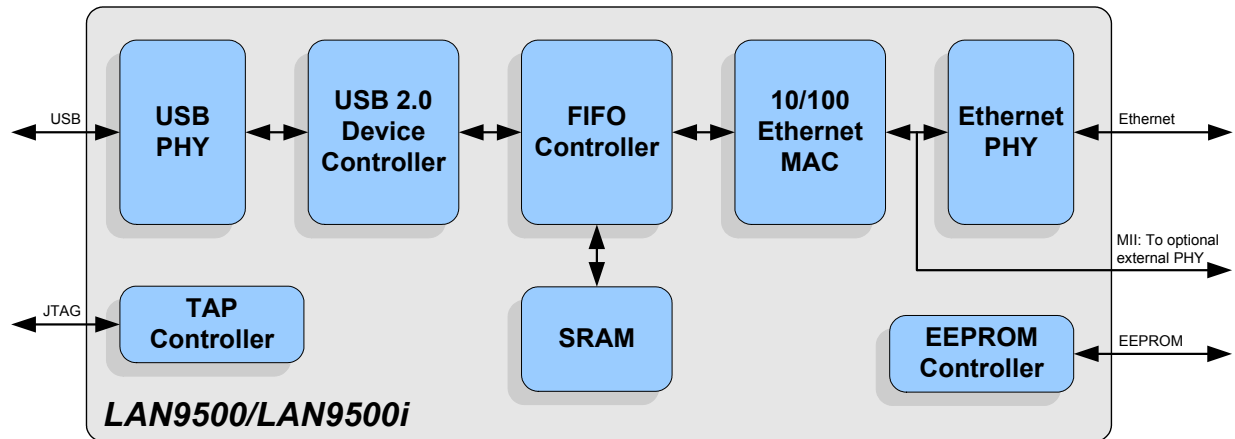 USB
USB
PHY
USB 2.0
Device
Controller
FIFO
Controller
10/100
Ethernet
MAC
Ethernet
PHY
Ethernet
MII: To optional
external PHY
JTAG
TAP
Controller
SRAM
EEPROM
Controller
EEPROM
LAN9500/LAN9500i